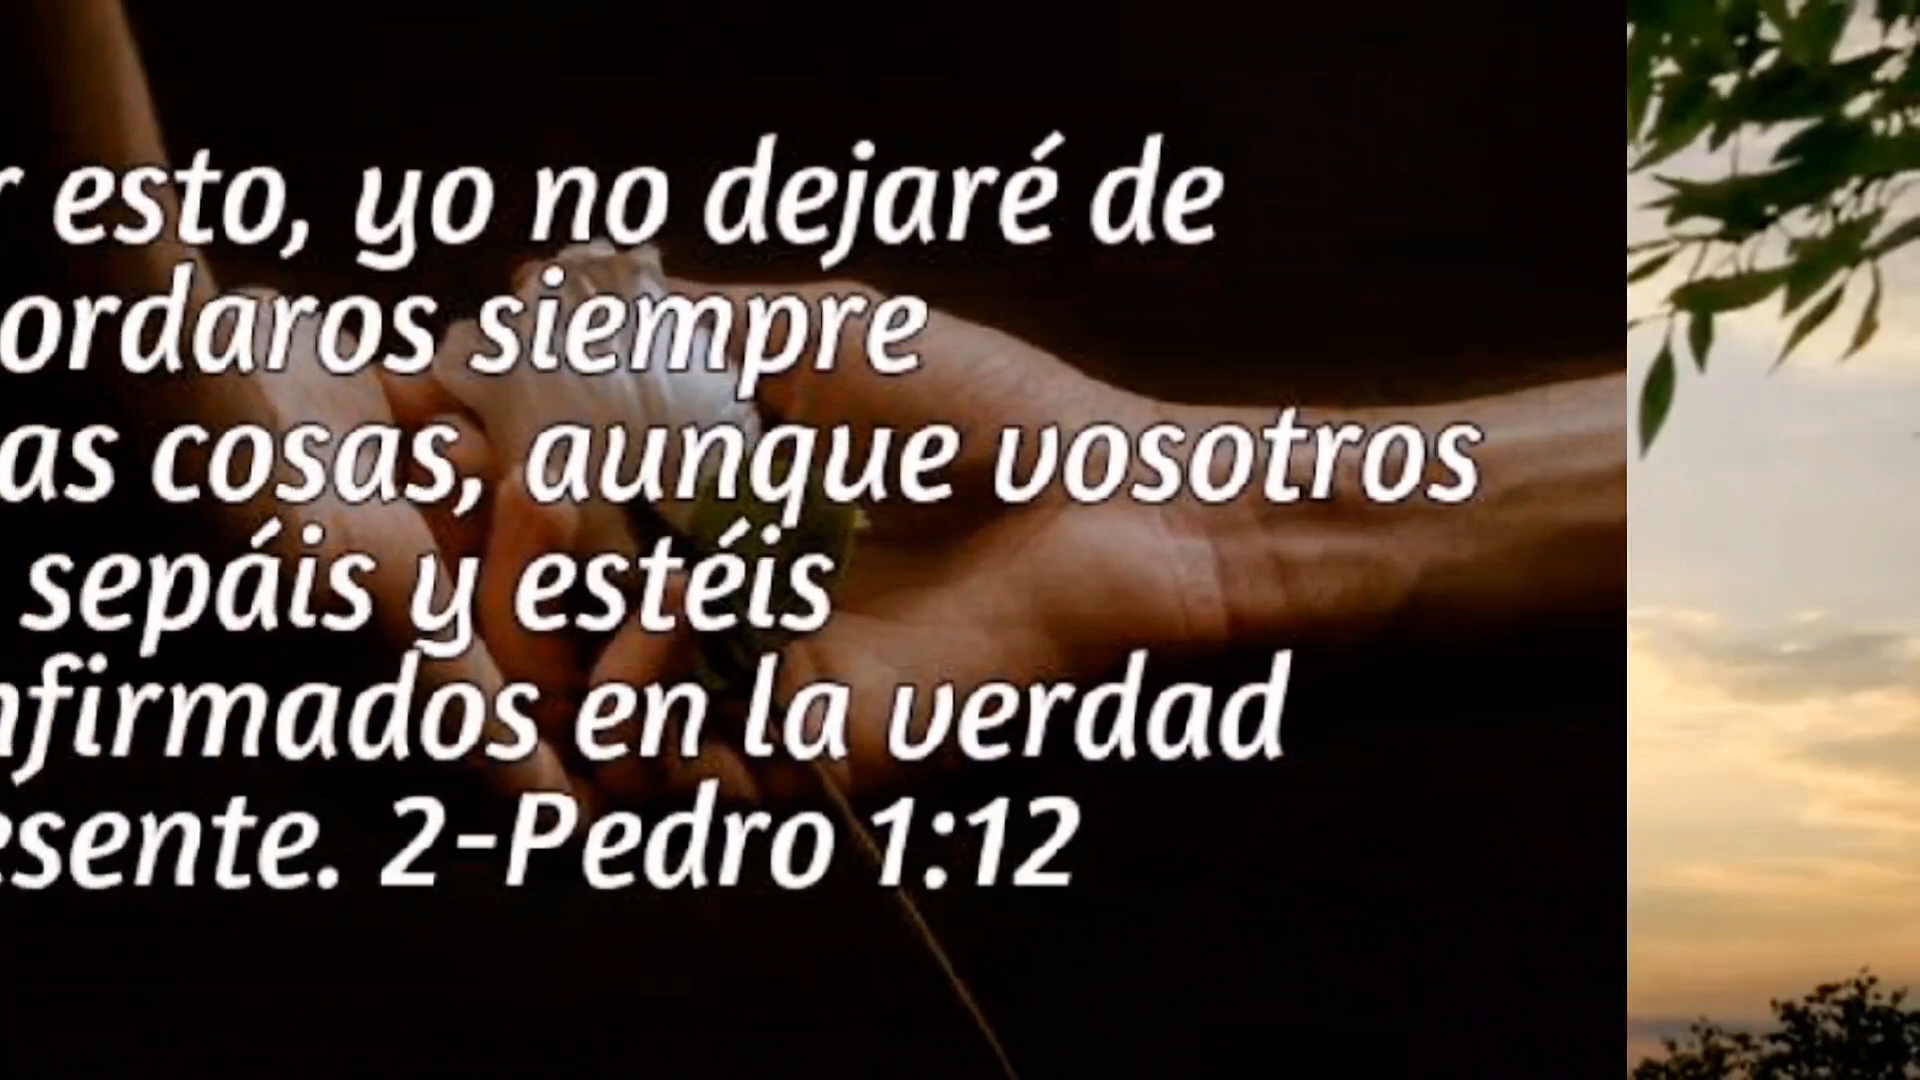 r esto, yo no dejaré de
ordaros siempre
as cosas, aunque vosotros
sepáis y estéis
nfirmados en la verdad
esente. 2-Pedro 1:12